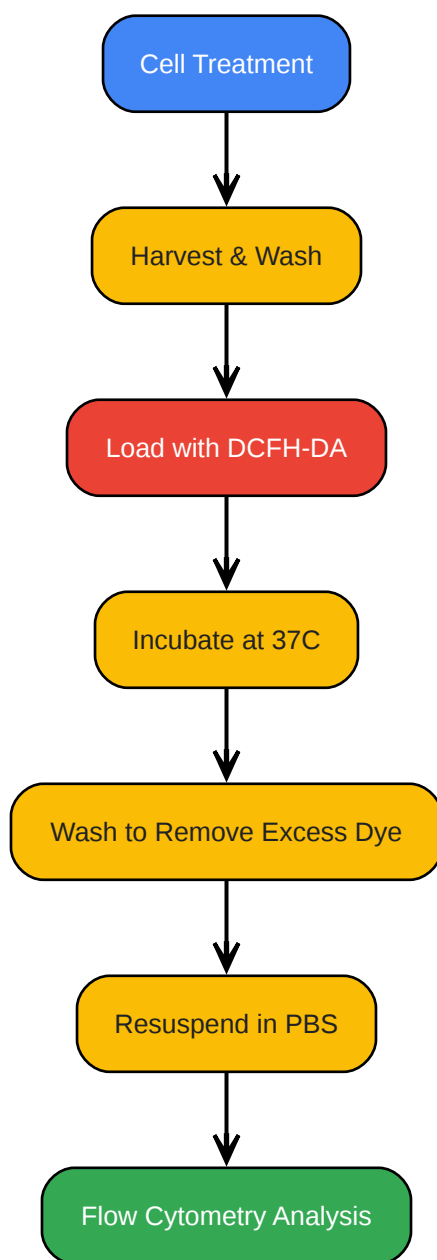 Cell Treatment
Harvest & Wash
Load with DCFH-DA
Incubate at 37C
Wash to Remove Excess Dye
Resuspend in PBS
Flow Cytometry Analysis